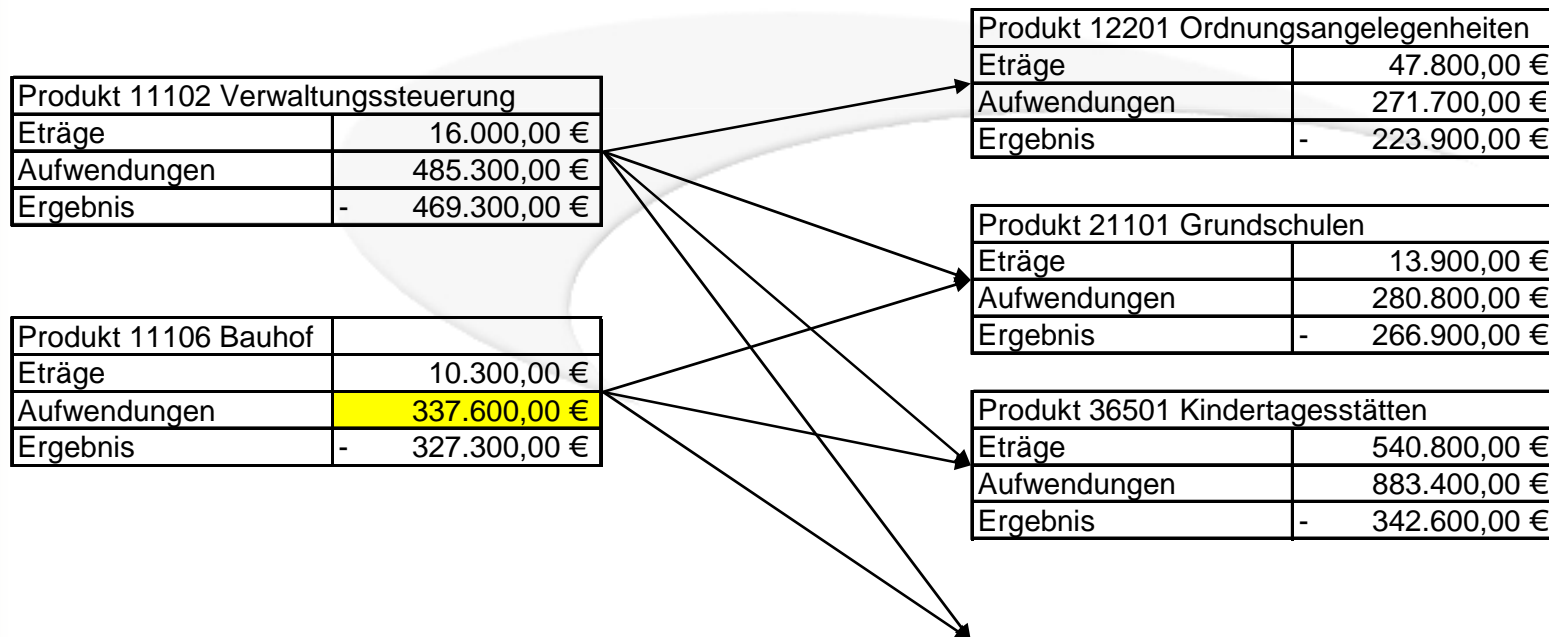 Produkt 11102 Verwaltungssteuerung
Eträge 16.000,00 €
Aufwendungen 485.300,00 €
Ergebnis - 469.300,00 €
Produkt 11106 Bauhof
Eträge 10.300,00 €
Aufwendungen 337.600,00 €
Ergebnis - 327.300,00 €
Produkt 12201 Ordnungsangelegenheiten
Eträge 47.800,00 €
Aufwendungen 271.700,00 €
Ergebnis - 223.900,00 €
Produkt 21101 Grundschulen
Eträge 13.900,00 €
Aufwendungen 280.800,00 €
Ergebnis - 266.900,00 €
Produkt 36501 Kindertagesstätten
Eträge 540.800,00 €
Aufwendungen 883.400,00 €
Ergebnis - 342.600,00 €